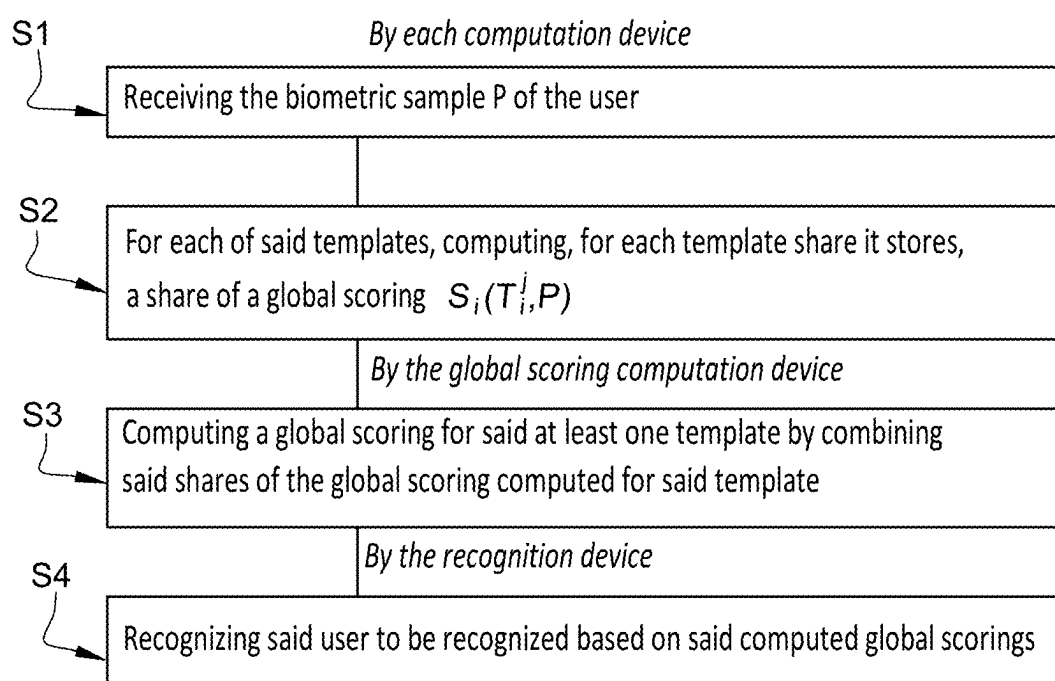 S1
By each computation device
Receiving the biometric sample P of the user
S2
For each of said templates, computing, for each template share it stores,
a share of a global scoring S_i(T_i^j,P)
By the global scoring computation device
S3
Computing a global scoring for said at least one template by combining
said shares of the global scoring computed for said template
By the recognition device
S4
Recognizing said user to be recognized based on said computed global scorings